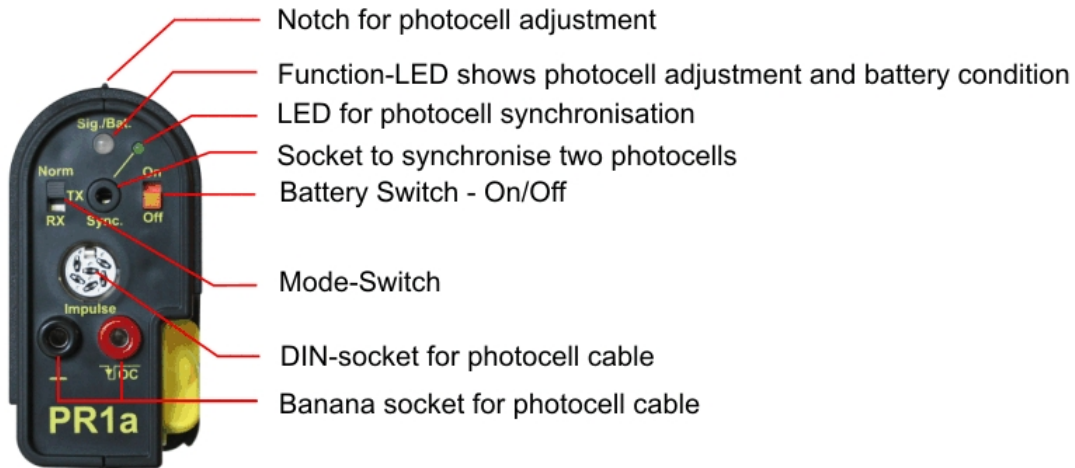 Notch for photocell adjustment
Function-LED shows photocell adjustment and battery condition
LED for photocell synchronisation
Socket to synchronise two photocells
Battery Switch - On/Off
Mode-Switch
DIN-socket for photocell cable
Banana socket for photocell cable
Sig./Bat.
Norm
On
TX
RX
Sync.
Off
Impulse
OC
PR1a